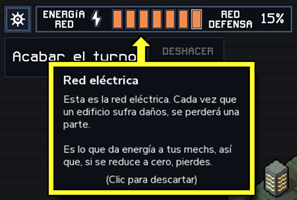 ENERGÍA RED
RED DEFENSA 15%
Acabar el turno
DESHACER
Red eléctrica
Esta es la red eléctrica. Cada vez que
un edificio sufra daños, se perderá una
parte.
Es lo que da energía a tus mechs, así
que, si se reduce a cero, pierdes.
(Clic para descartar)